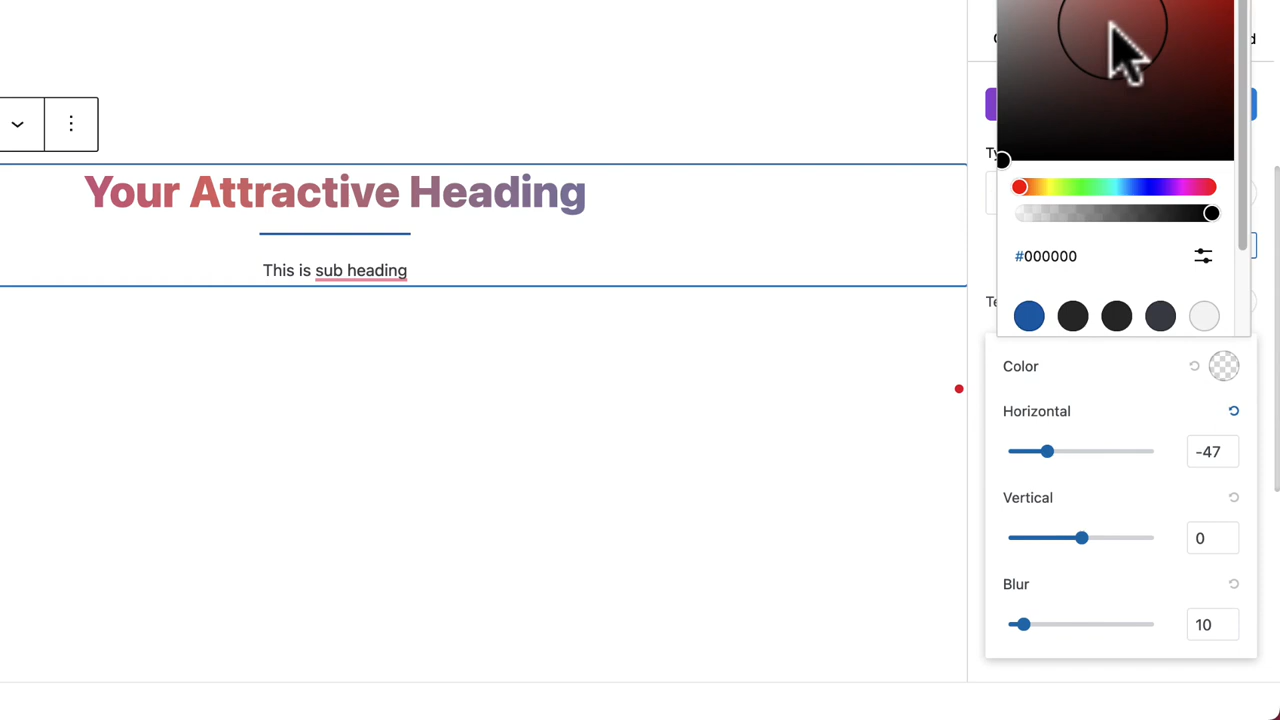 Your Attractive Heading
This is sub heading
#000000
Color
Horizontal
-47
Vertical
0
Blur
10